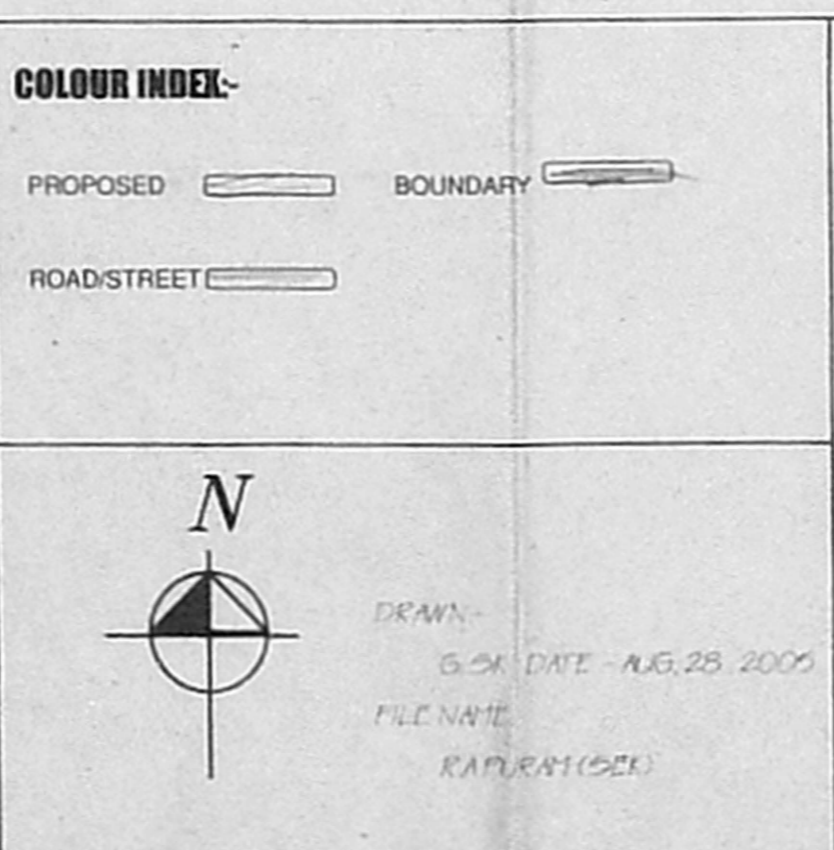 COLOUR INDEX:-
PROPOSED
BOUNDARY
ROAD/STREET
N
DRAWN:-
G.SK DATE - AUG, 28 2005
FILE NAME
RAPURAM (SEK)